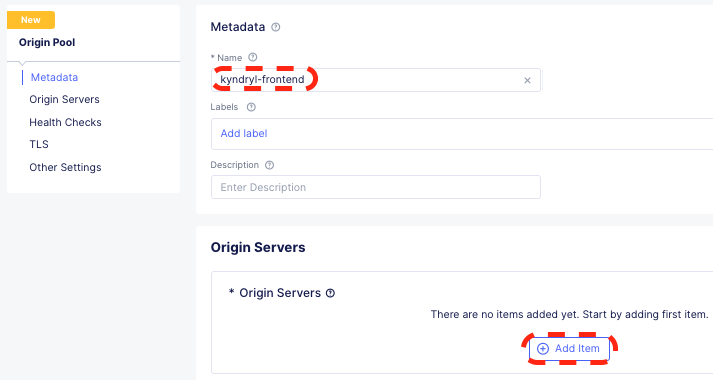 New
Origin Pool
Metadata
Origin Servers
Health Checks
TLS
Other Settings
Metadata
* Name
kyndryl-frontend
Labels
Add label
Description
Enter Description
Origin Servers
* Origin Servers
There are no items added yet. Start by adding first item.
Add Item